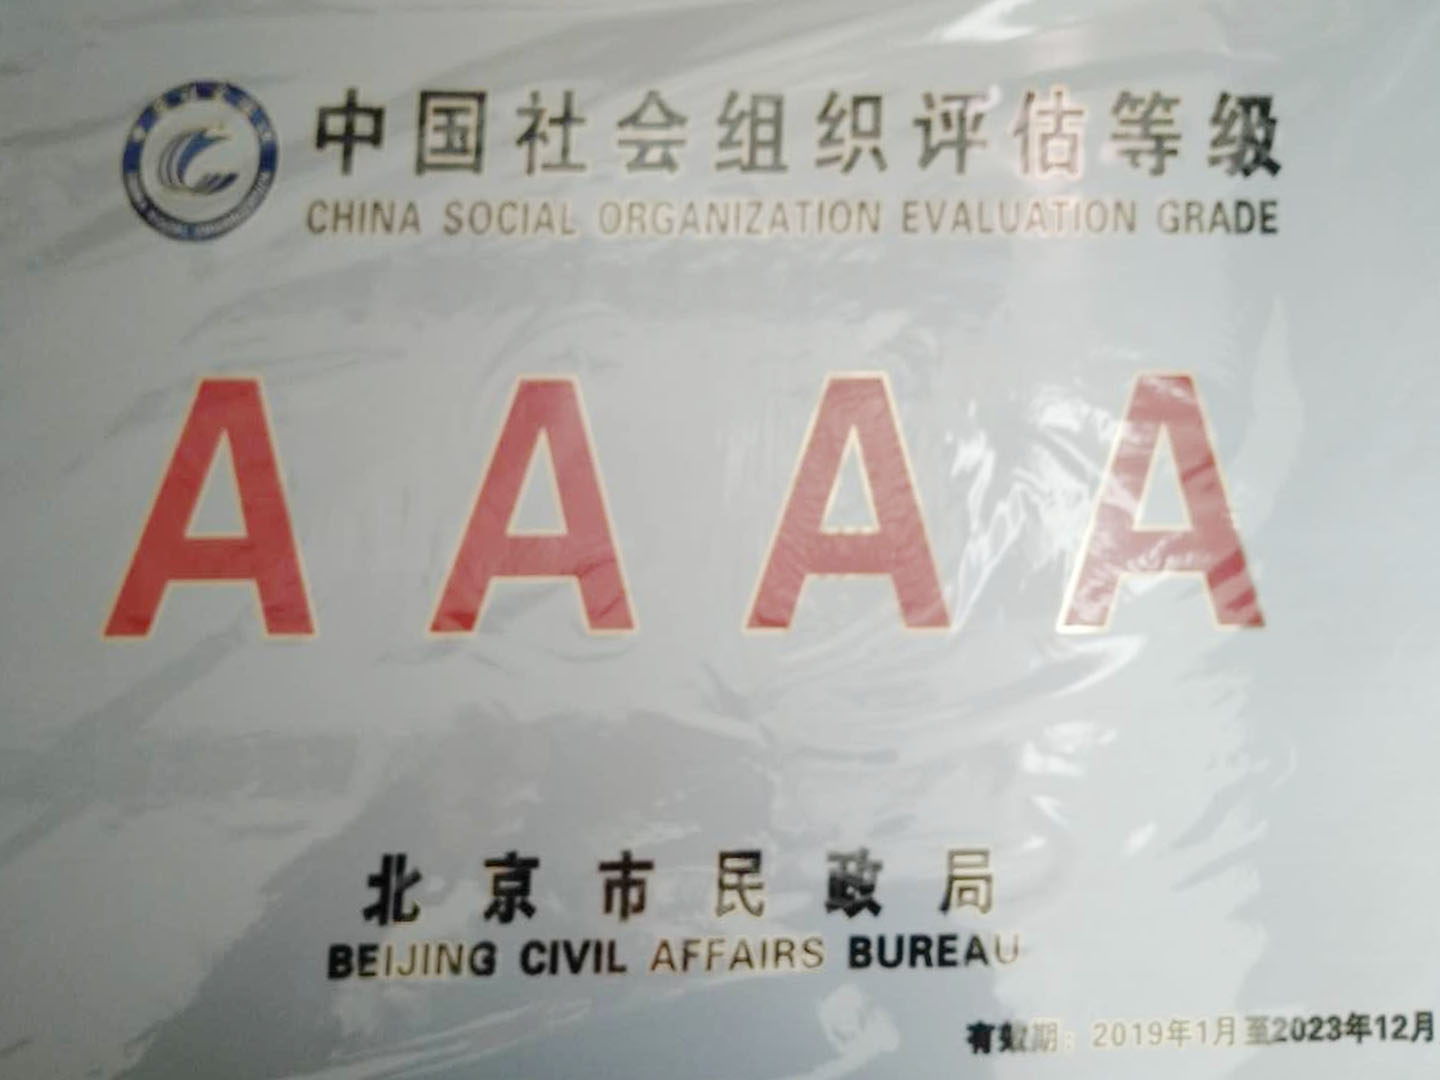 中国社会组织评估等级
CHINA SOCIAL ORGANIZATION EVALUATION GRADE
A A A A
北京市民政局
BEIJING CIVIL AFFAIRS BUREAU
有效期：2019年1月至2023年12月